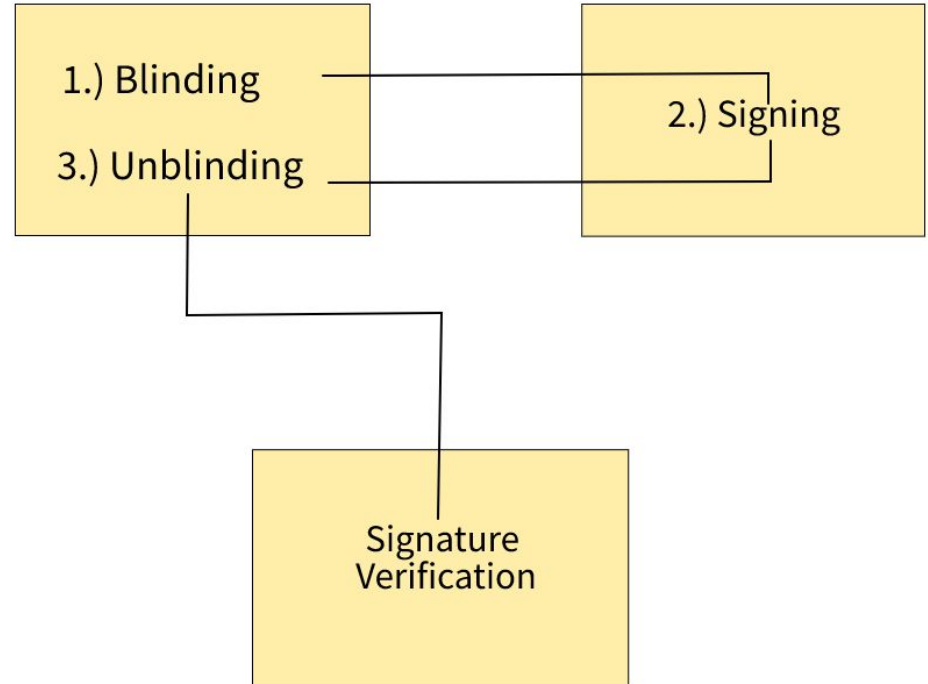 1.) Blinding
2.) Signing
3.) Unblinding
Signature
Verification